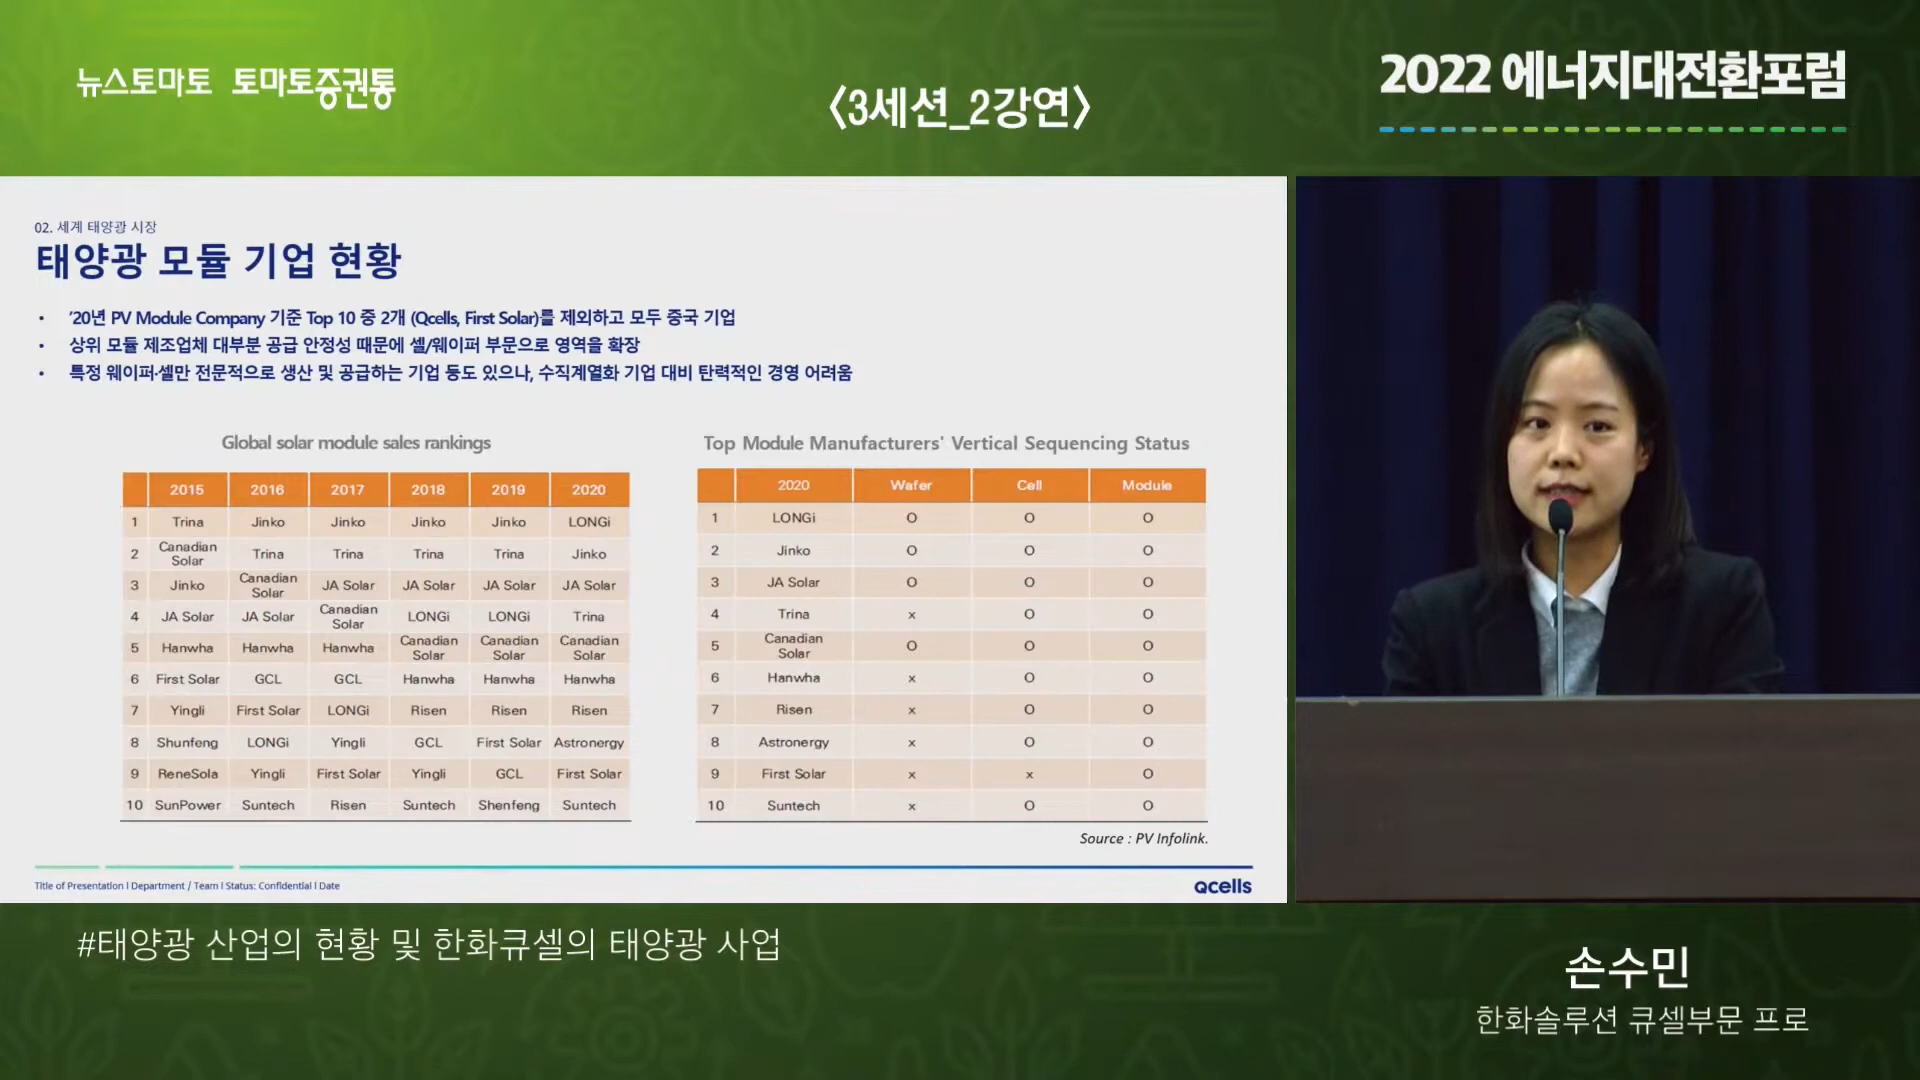 뉴스토마토 토마토증권통
<3세션_2강연>
2022 에너지대전환포럼
02. 세계 태양광 시장
태양광 모듈 기업 현황
• '20년 PV Module Company 기준 Top 10 중 2개 (Qcells, First Solar)를 제외하고 모두 중국 기업
• 상위 모듈 제조업체 대부분 공급 안정성 때문에 셀/웨이퍼 부문으로 영역을 확장
• 특정 웨이퍼·셀만 전문적으로 생산 및 공급하는 기업 등도 있으나, 수직계열화 기업 대비 탄력적인 경영 어려움
Global solar module sales rankings
2015 2016 2017 2018 2019 2020
1 Trina Jinko Jinko Jinko Jinko LONGi
2 Canadian Solar Trina Trina Trina Trina Jinko
3 Jinko Canadian Solar JA Solar JA Solar JA Solar JA Solar
4 JA Solar JA Solar Canadian Solar LONGi LONGi Trina
5 Hanwha Hanwha Hanwha Canadian Solar Canadian Solar Canadian Solar
6 First Solar GCL GCL Hanwha Hanwha Hanwha
7 Yingli First Solar LONGi Risen Risen Risen
8 Shunfeng LONGi Yingli GCL First Solar Astronergy
9 ReneSola Yingli First Solar Yingli GCL First Solar
10 SunPower Suntech Risen Suntech Shenfeng Suntech
Top Module Manufacturers' Vertical Sequencing Status
2020 Wafer Cell Module
1 LONGi O O O
2 Jinko O O O
3 JA Solar O O O
4 Trina x O O
5 Canadian Solar O O O
6 Hanwha x O O
7 Risen x O O
8 Astronergy x O O
9 First Solar x x O
10 Suntech x O O
Source : PV Infolink.
Title of Presentation l Department / Team l Status: Confidential l Date
Qcells
#태양광 산업의 현황 및 한화큐셀의 태양광 사업
손수민
한화솔루션 큐셀부문 프로